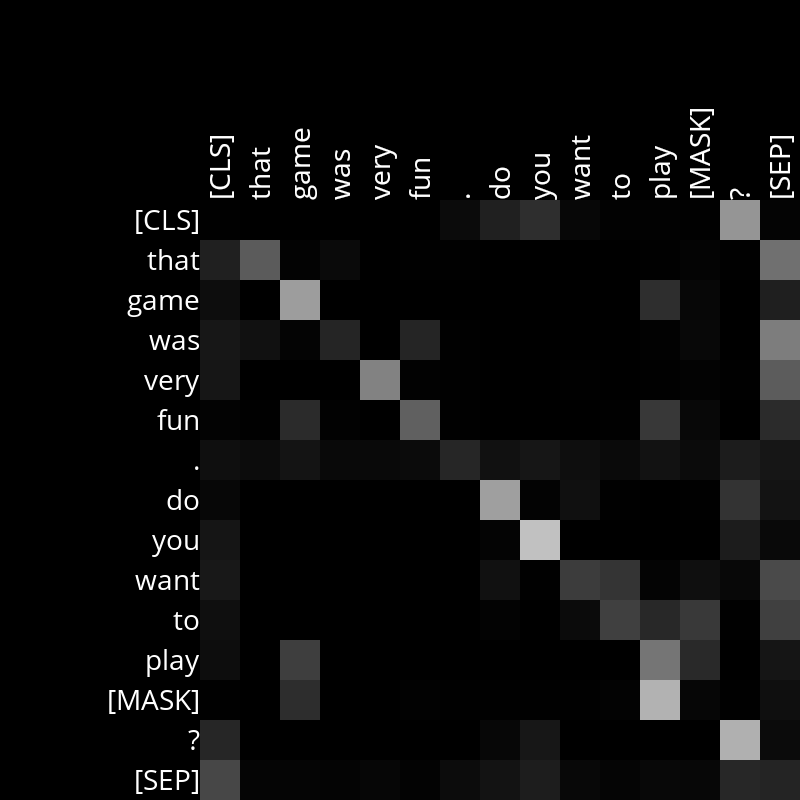 [CLS] that game was very fun . do you want to play [MASK] ? [SEP]
[CLS]
that
game
was
very
fun
.
do
you
want
to
play
[MASK]
?
[SEP]